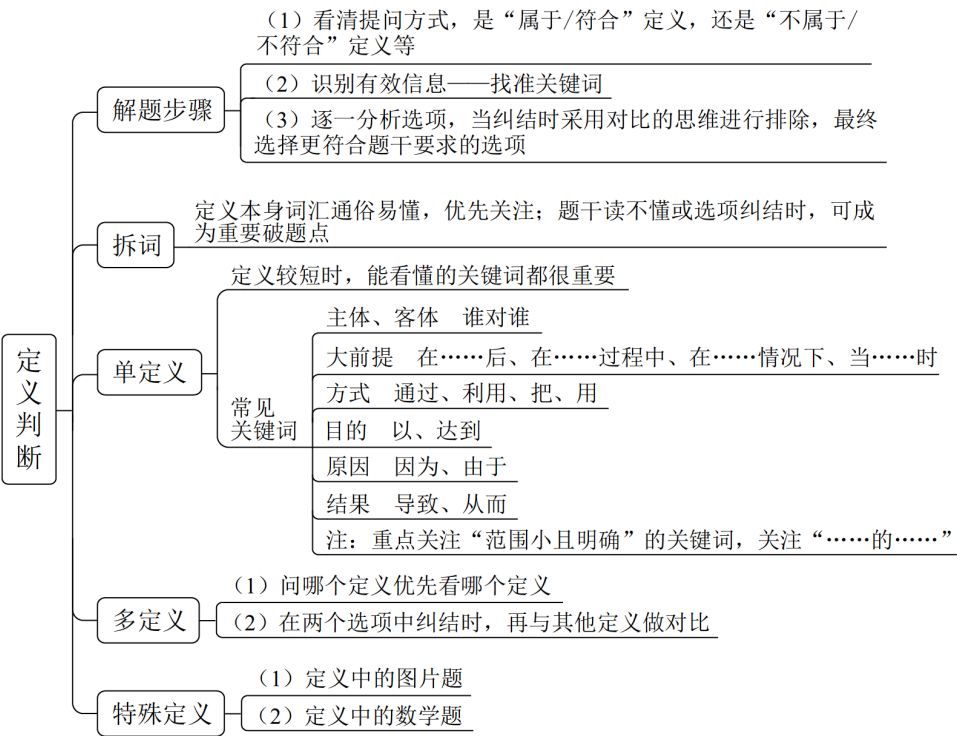 定义判断
解题步骤
（1）看清提问方式，是“属于/符合”定义，还是“不属于/
不符合”定义等
（2）识别有效信息——找准关键词
（3）逐一分析选项，当纠结时采用对比的思维进行排除，最终
选择更符合题干要求的选项
拆词
定义本身词汇通俗易懂，优先关注；题干读不懂或选项纠结时，可成
为重要破题点
单定义
定义较短时，能看懂的关键词都很重要
常见
关键词
主体、客体　谁对谁
大前提　在……后、在……过程中、在……情况下、当……时
方式　通过、利用、把、用
目的　以、达到
原因　因为、由于
结果　导致、从而
注：重点关注“范围小且明确”的关键词，关注“……的……”
多定义
（1）问哪个定义优先看哪个定义
（2）在两个选项中纠结时，再与其他定义做对比
特殊定义
（1）定义中的图片题
（2）定义中的数学题